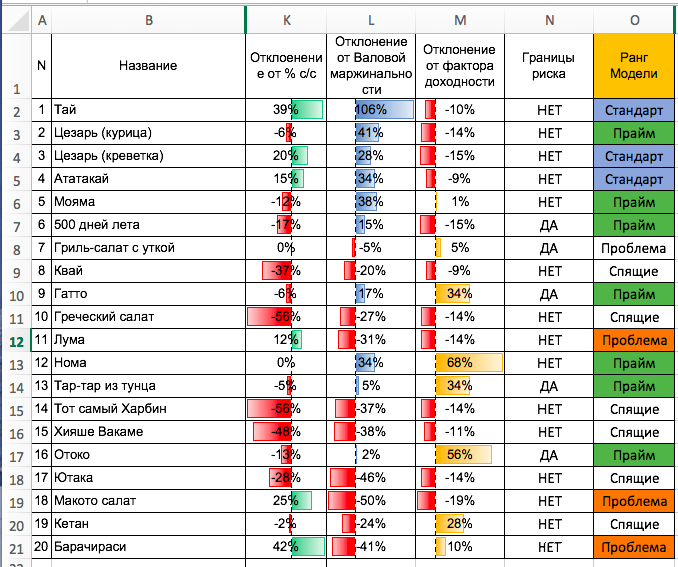 A B K L M N O
1 N Название Отклоенени е от % с/с Отклонение от Валовой маржинально сти Отклонение от фактора доходности Границы риска Ранг Модели
2 1 Тай 39% 106% -10% НЕТ Стандарт
3 2 Цезарь (курица) -6% 41% -14% НЕТ Прайм
4 3 Цезарь (креветка) 20% 28% -15% НЕТ Стандарт
5 4 Ататакай 15% 34% -9% НЕТ Стандарт
6 5 Мояма -12% 38% 1% НЕТ Прайм
7 6 500 дней лета -17% 15% -15% ДА Прайм
8 7 Гриль-салат с уткой 0% -5% 5% ДА Проблема
9 8 Квай -37% -20% -9% НЕТ Спящие
10 9 Гатто -6% 17% 34% ДА Прайм
11 10 Греческий салат -56% -27% -14% НЕТ Спящие
12 11 Лума 12% -31% -14% НЕТ Проблема
13 12 Нома 0% 34% 68% НЕТ Прайм
14 13 Тар-тар из тунца -5% 5% 34% ДА Прайм
15 14 Тот самый Харбин -56% -37% -14% НЕТ Спящие
16 15 Хияше Вакаме -48% -38% -11% НЕТ Спящие
17 16 Отоко -13% 2% 56% ДА Прайм
18 17 Ютака -28% -46% -14% НЕТ Спящие
19 18 Макото салат 25% -50% -19% НЕТ Проблема
20 19 Кетан -2% -24% 28% НЕТ Спящие
21 20 Барачираси 42% -41% 10% НЕТ Проблема